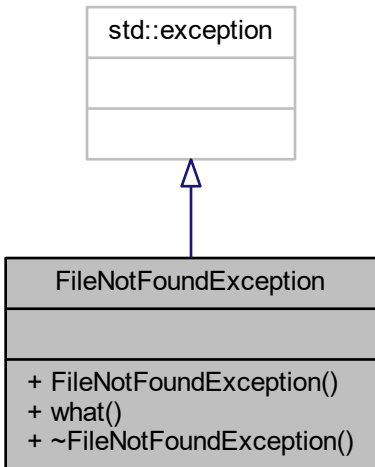 std::exception
FileNotFoundException
+ FileNotFoundException()
+ what()
+ ~FileNotFoundException()